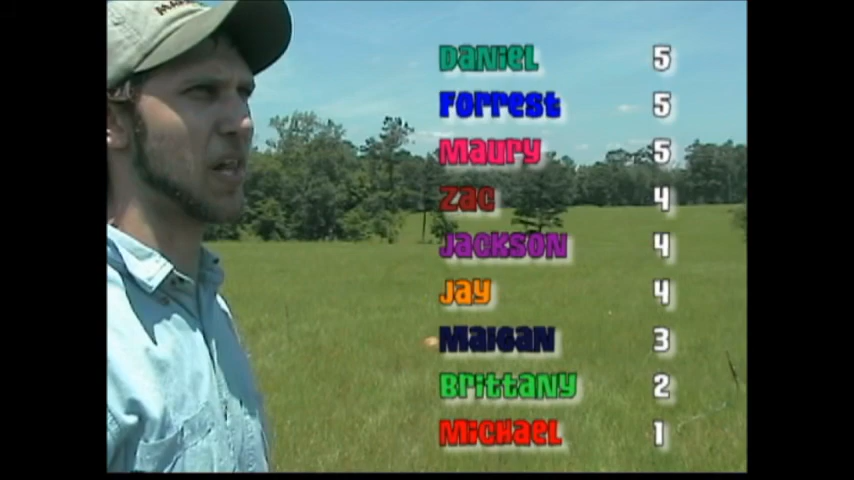 Daniel 5
Forrest 5
Maury 5
Zac 4
Jackson 4
Jay 4
Maigan 3
Brittany 2
Michael 1